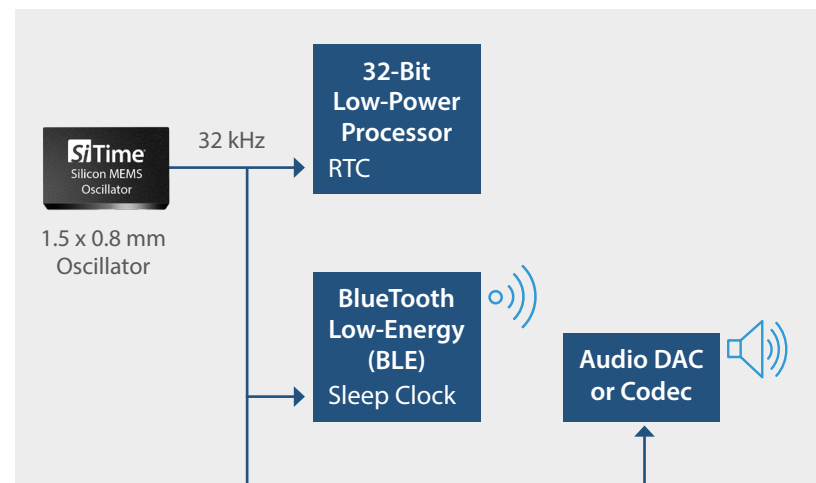 SiTime
Silicon MEMS
Oscillator
1.5 x 0.8 mm
Oscillator
32 kHz
32-Bit
Low-Power
Processor
RTC
BlueTooth
Low-Energy
(BLE)
Sleep Clock
Audio DAC
or Codec